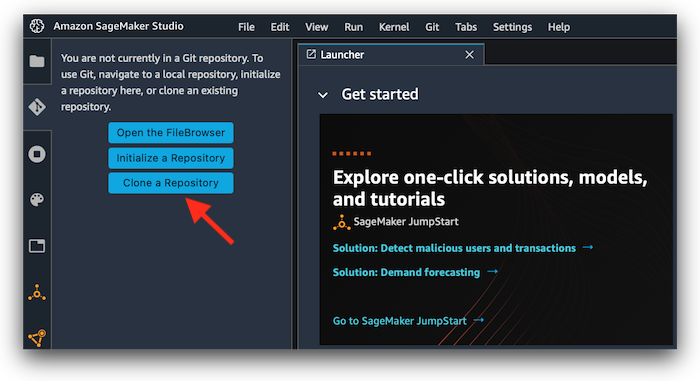 Amazon SageMaker Studio File Edit View Run Kernel Git Tabs Settings Help
You are not currently in a Git repository. To
use Git, navigate to a local repository, initialize
a repository here, or clone an existing
repository.
Open the FileBrowser
Initialize a Repository
Clone a Repository
Launcher
Get started
Explore one-click solutions, models,
and tutorials
SageMaker JumpStart
Solution: Detect malicious users and transactions →
Solution: Demand forecasting →
Go to SageMaker JumpStart →